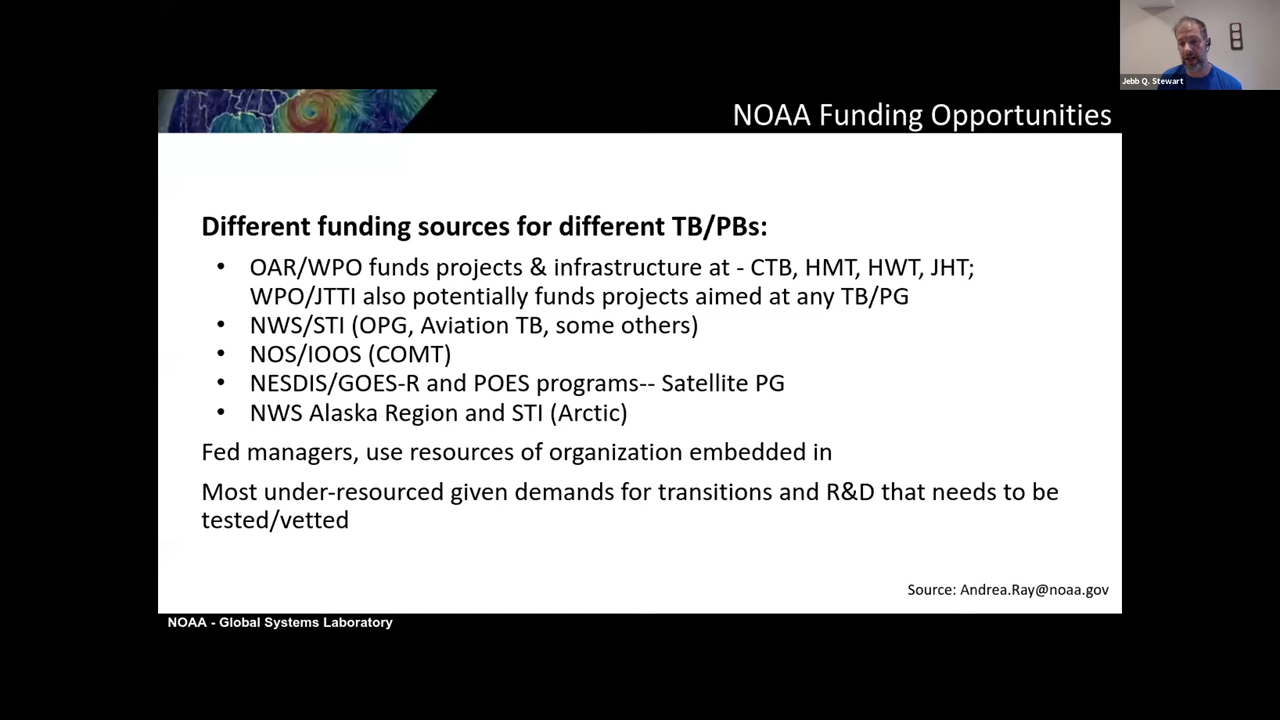 Jebb Q. Stewart
NOAA Funding Opportunities
Different funding sources for different TB/PBs:
• OAR/WPO funds projects & infrastructure at - CTB, HMT, HWT, JHT;
WPO/JTTI also potentially funds projects aimed at any TB/PG
• NWS/STI (OPG, Aviation TB, some others)
• NOS/IOOS (COMT)
• NESDIS/GOES-R and POES programs-- Satellite PG
• NWS Alaska Region and STI (Arctic)
Fed managers, use resources of organization embedded in
Most under-resourced given demands for transitions and R&D that needs to be
tested/vetted
Source: Andrea.Ray@noaa.gov
NOAA - Global Systems Laboratory